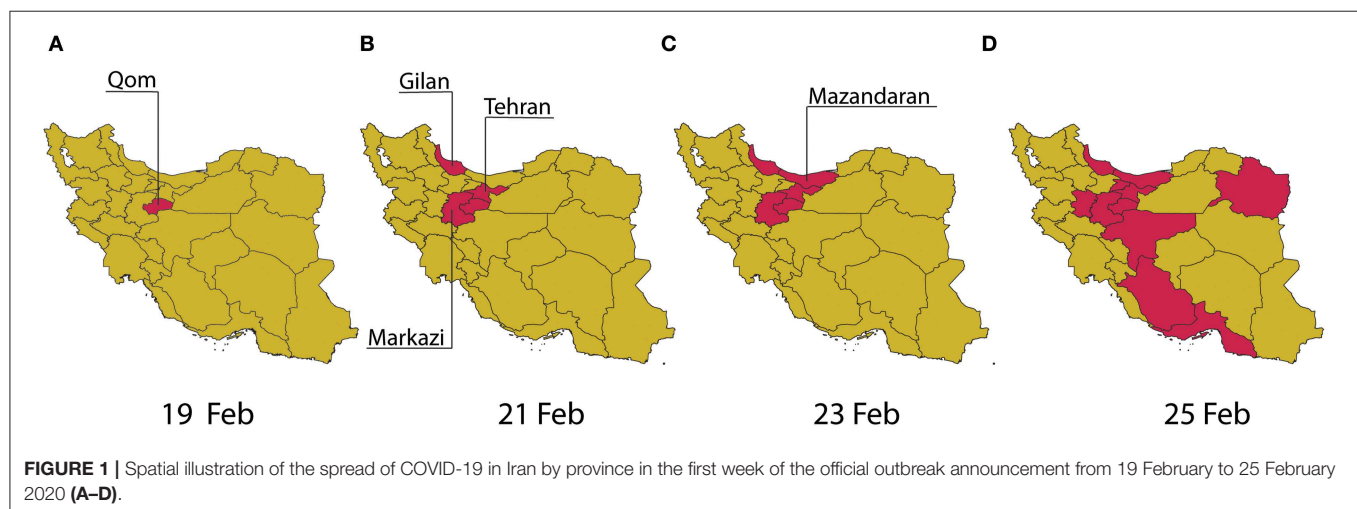 A
B
C
D
Qom
Gilan
Tehran
Mazandaran
Markazi
19 Feb
21 Feb
23 Feb
25 Feb
FIGURE 1 | Spatial illustration of the spread of COVID-19 in Iran by province in the first week of the official outbreak announcement from 19 February to 25 February
2020 (A–D).